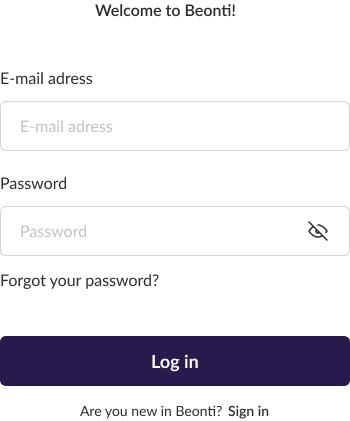 Welcome to Beonti!
E-mail adress
E-mail adress
Password
Password
Forgot your password?
Log in
Are you new in Beonti? Sign in